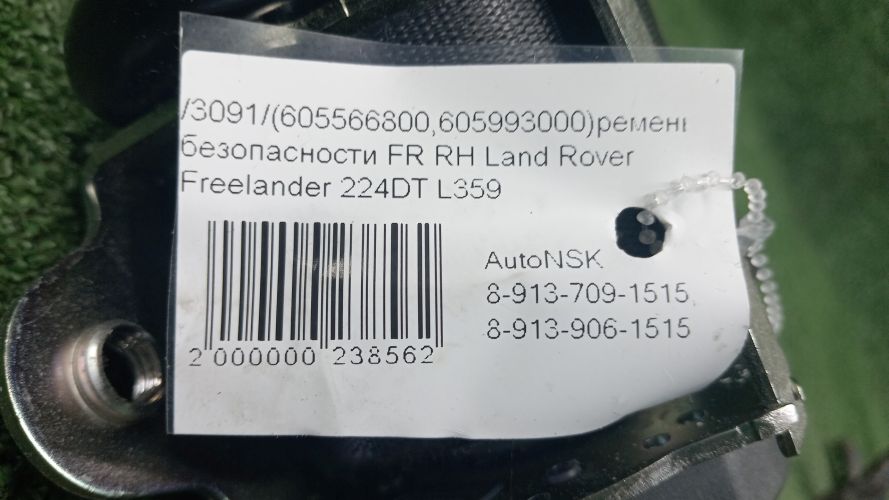 /3091/(605566800,605993000)ремень
безопасности FR RH Land Rover
Freelander 224DT L359
AutoNSK
8-913-709-1515
8-913-906-1515
2 000000 238562